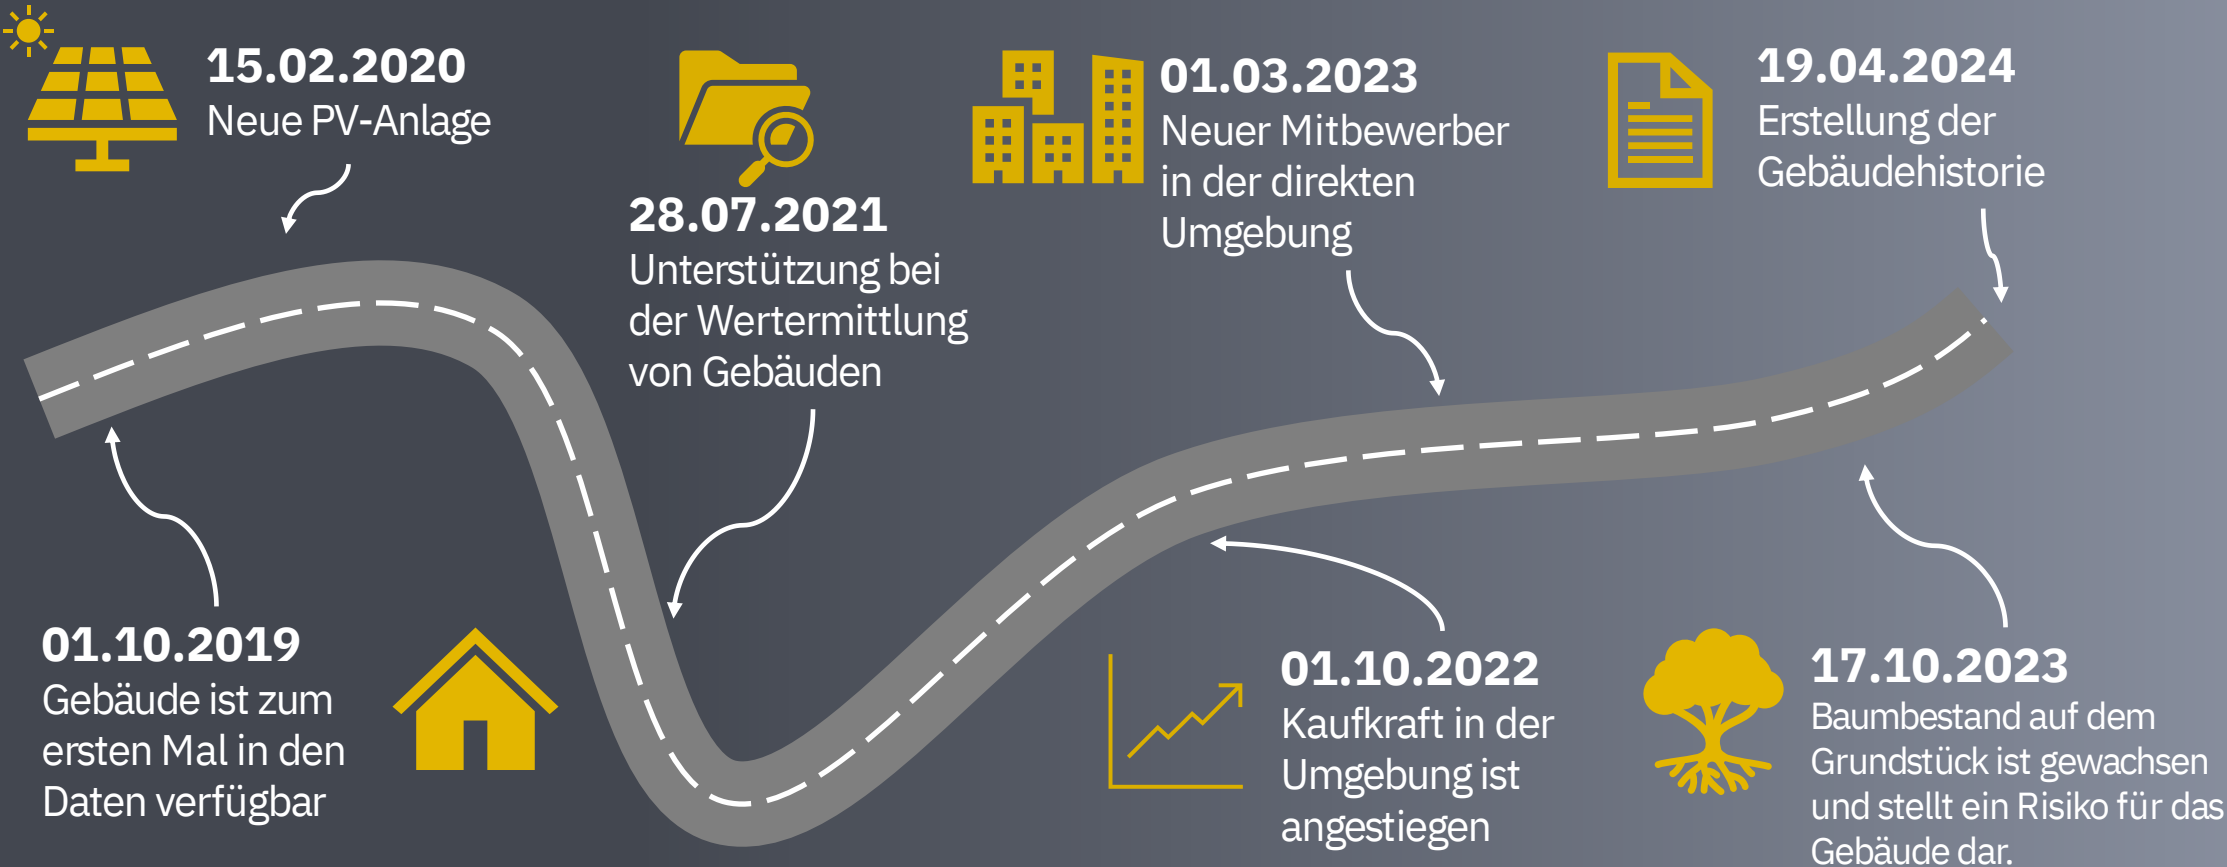 15.02.2020
Neue PV-Anlage
28.07.2021
Unterstützung bei
der Wertermittlung
von Gebäuden
01.03.2023
Neuer Mitbewerber
in der direkten
Umgebung
19.04.2024
Erstellung der
Gebäudehistorie
01.10.2019
Gebäude ist zum
ersten Mal in den
Daten verfügbar
01.10.2022
Kaufkraft in der
Umgebung ist
angestiegen
17.10.2023
Baumbestand auf dem
Grundstück ist gewachsen
und stellt ein Risiko für das
Gebäude dar.